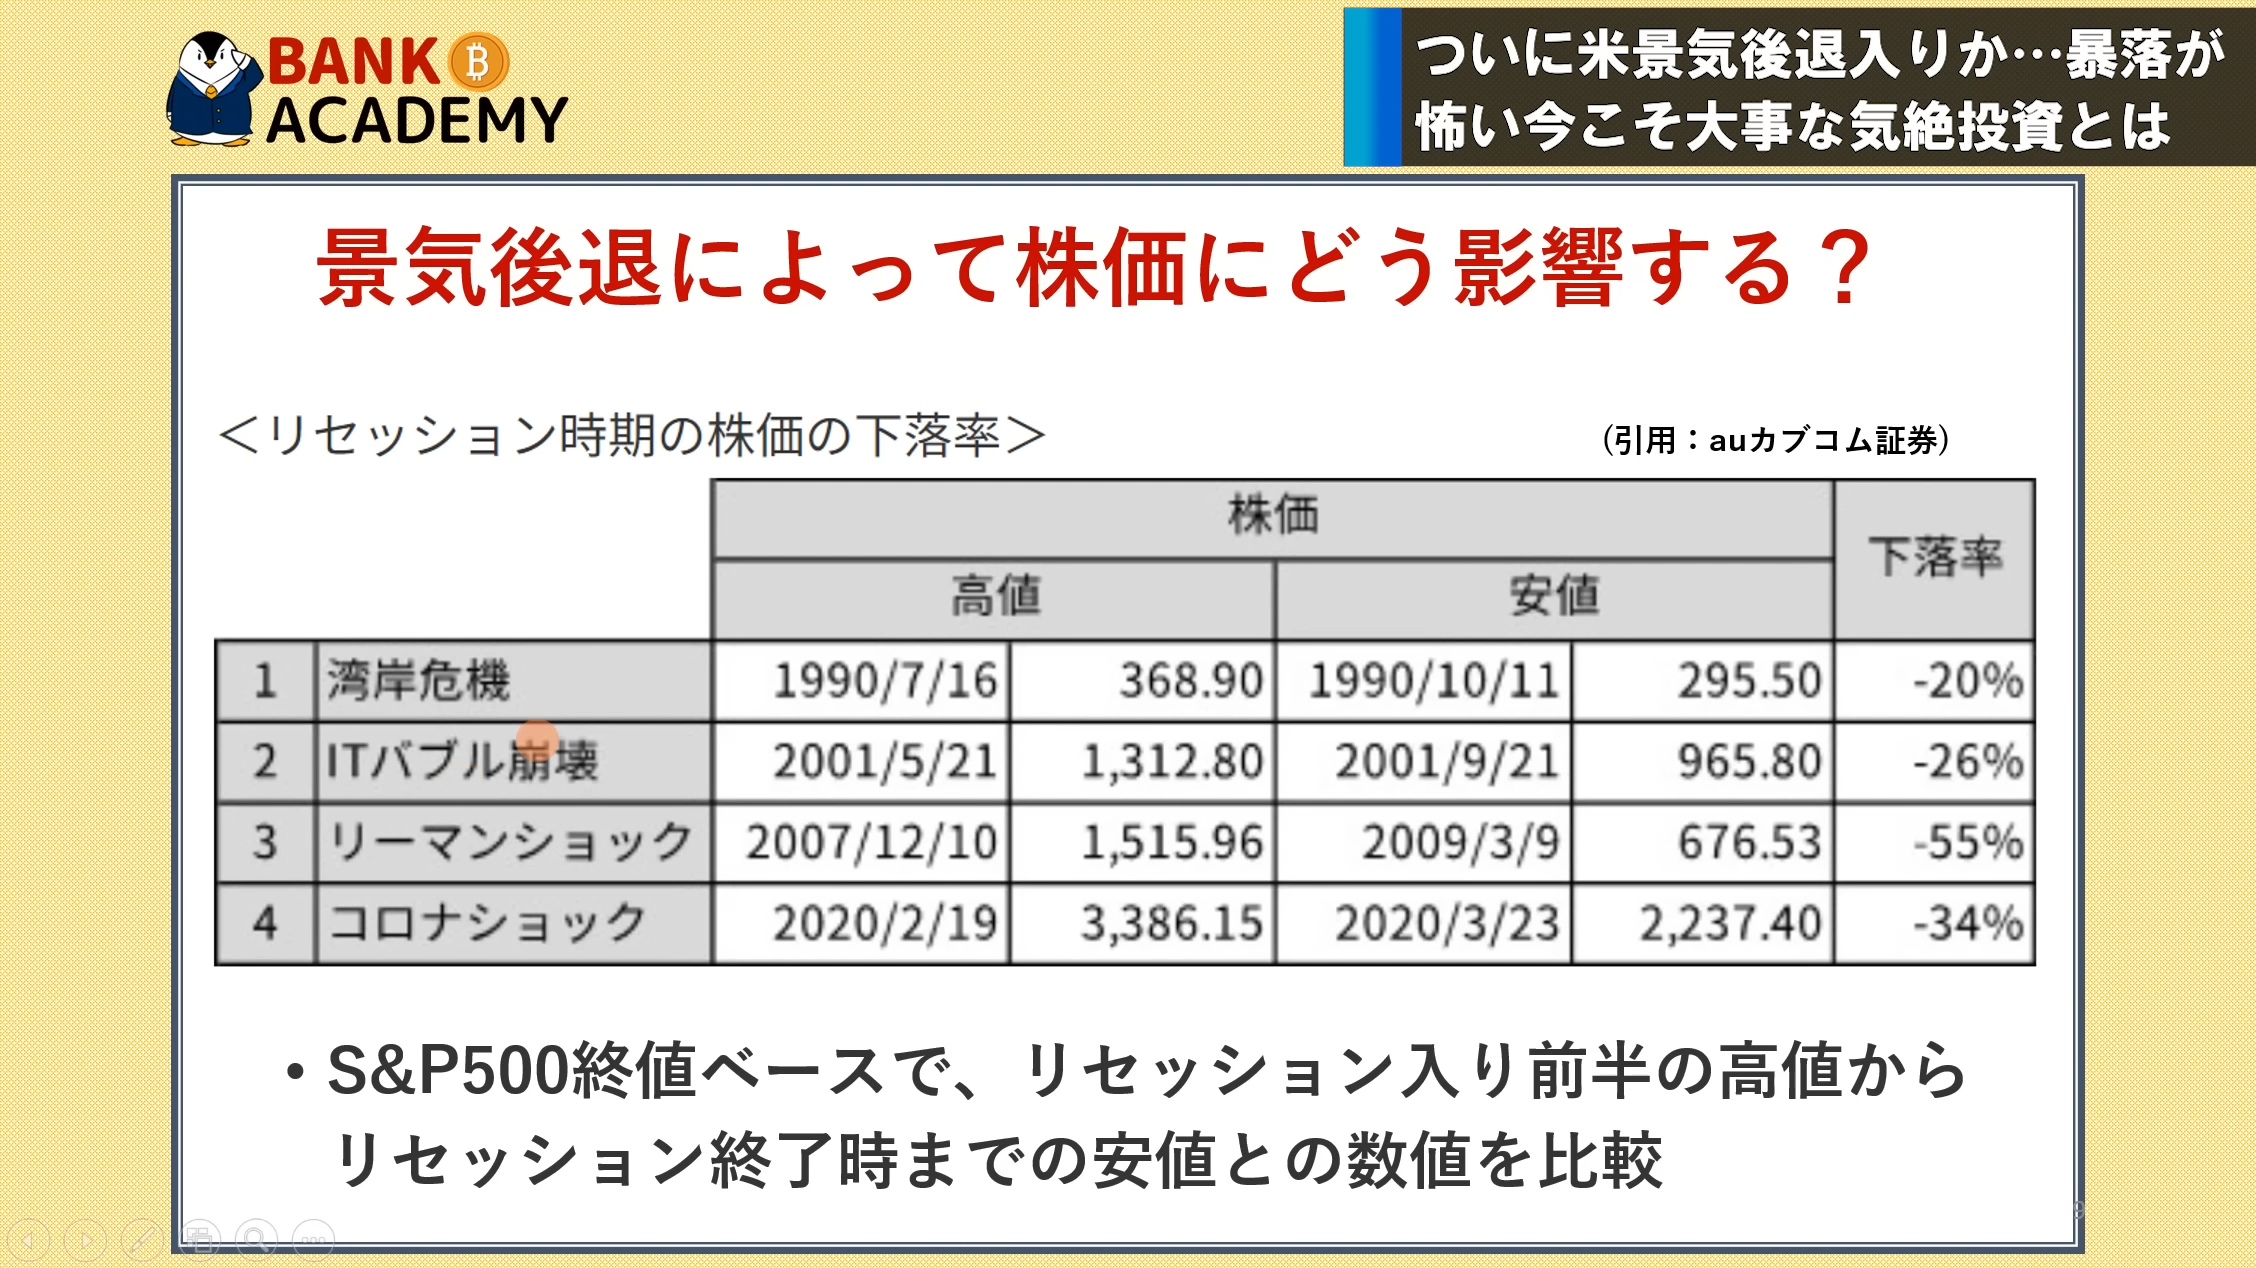 BANK
ACADEMY
ついに米景気後退入りか…暴落が
怖い今こそ大事な気絶投資とは
景気後退によって株価にどう影響する？
＜リセッション時期の株価の下落率＞
(引用：auカブコム証券)
株価
下落率
高値 安値
1 湾岸危機 1990/7/16 368.90 1990/10/11 295.50 -20%
2 ITバブル崩壊 2001/5/21 1,312.80 2001/9/21 965.80 -26%
3 リーマンショック 2007/12/10 1,515.96 2009/3/9 676.53 -55%
4 コロナショック 2020/2/19 3,386.15 2020/3/23 2,237.40 -34%
・S&P500終値ベースで、リセッション入り前半の高値から
リセッション終了時までの安値との数値を比較
9